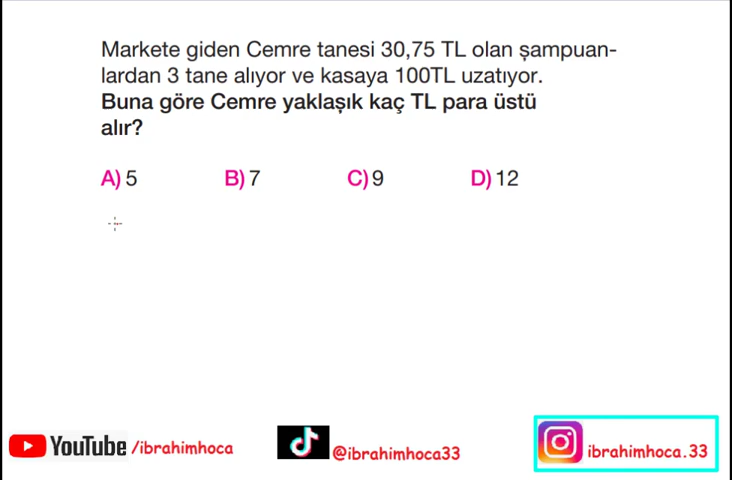 Markete giden Cemre tanesi 30,75 TL olan şampuan-
lardan 3 tane alıyor ve kasaya 100TL uzatıyor.
Buna göre Cemre yaklaşık kaç TL para üstü
alır?
A) 5 B) 7 C) 9 D) 12
YouTube /ibrahimhoca @ibrahimhoca33 ibrahimhoca.33